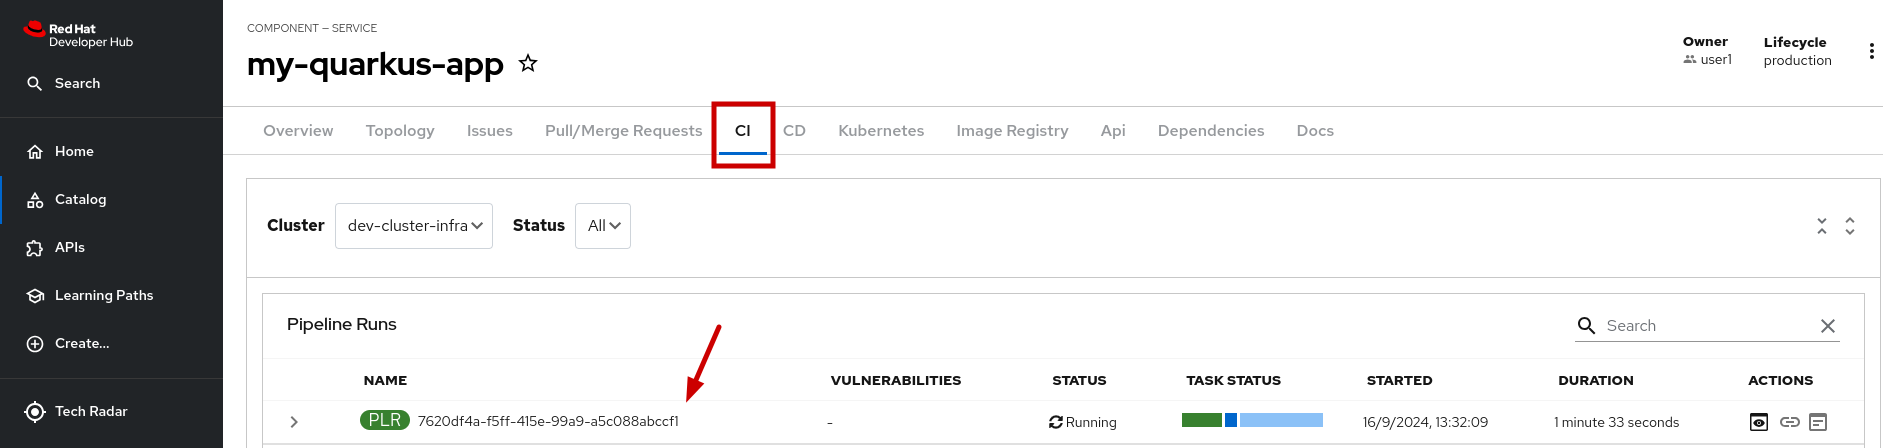 Red Hat
Developer Hub
Search
Home
Catalog
APIs
Learning Paths
Create...
Tech Radar
COMPONENT — SERVICE
my-quarkus-app
Owner
user1
Lifecycle
production
Overview Topology Issues Pull/Merge Requests CI CD Kubernetes Image Registry Api Dependencies Docs
Cluster dev-cluster-infra Status All
Pipeline Runs
Search
NAME VULNERABILITIES STATUS TASK STATUS STARTED DURATION ACTIONS
PLR 7620df4a-f5ff-415e-99a9-a5c088abccf1 - Running 16/9/2024, 13:32:09 1 minute 33 seconds